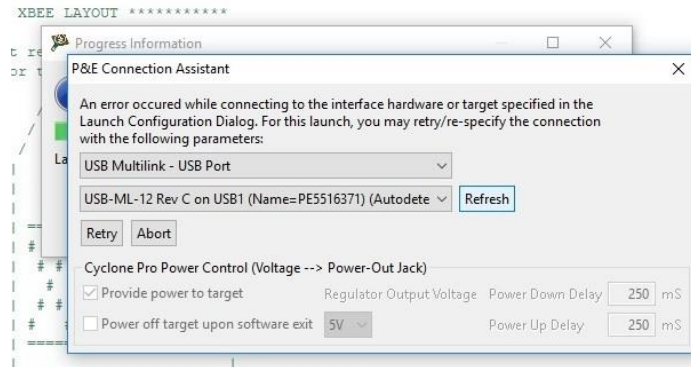 XBEE LAYOUT ***********
Progress Information
P&E Connection Assistant
An error occured while connecting to the interface hardware or target specified in the
Launch Configuration Dialog. For this launch, you may retry/re-specify the connection
with the following parameters:
USB Multilink - USB Port
USB-ML-12 Rev C on USB1 (Name=PE5516371) (Autodete
Refresh
Retry Abort
Cyclone Pro Power Control (Voltage --> Power-Out Jack)
Provide power to target Regulator Output Voltage Power Down Delay 250 mS
Power off target upon software exit 5V Power Up Delay 250 mS